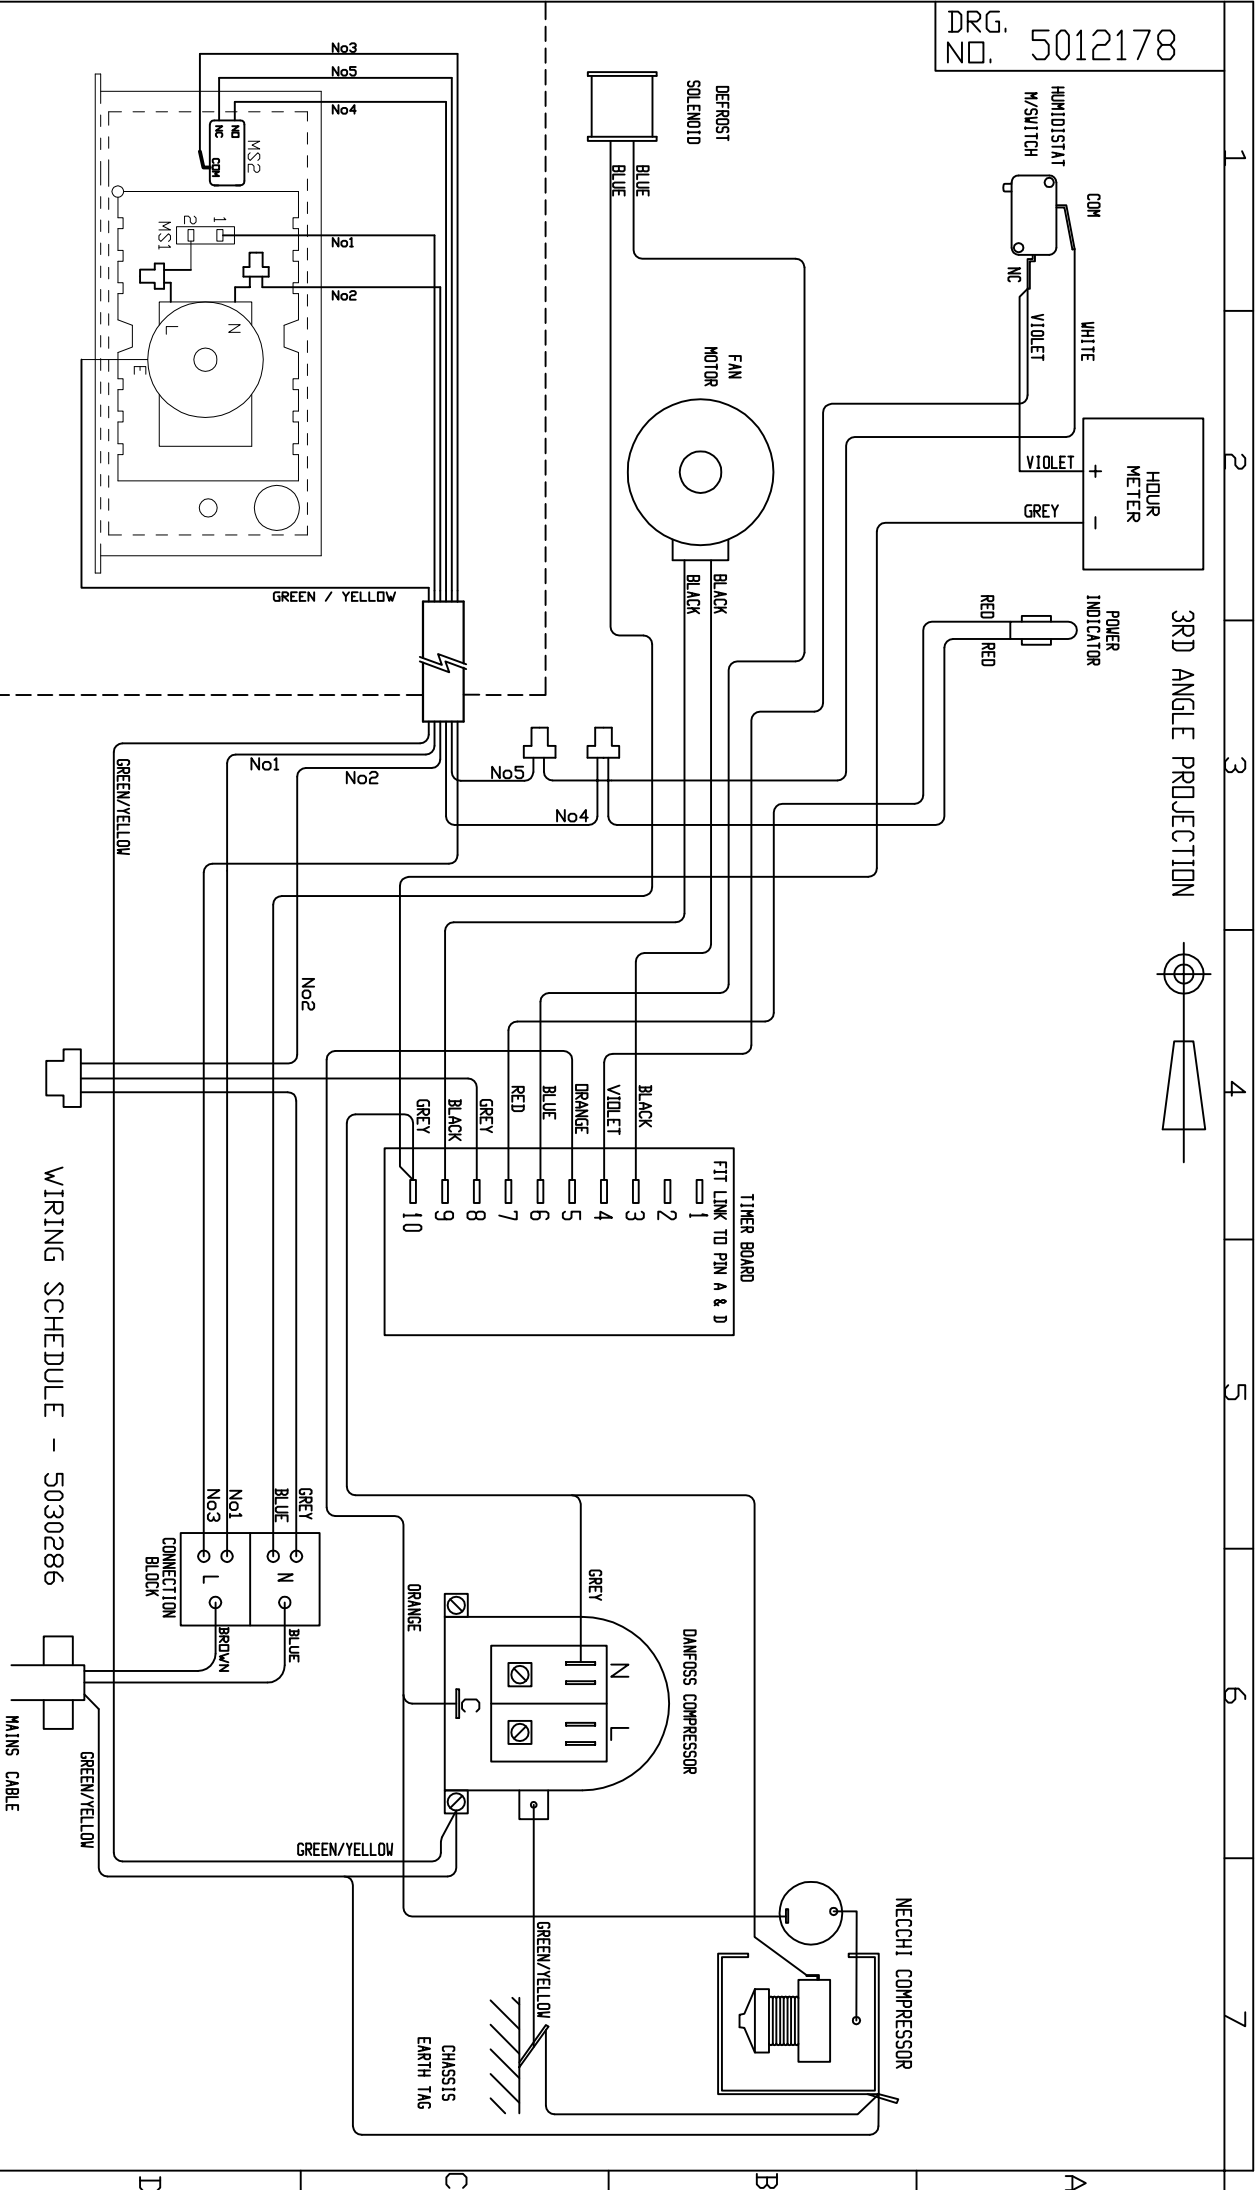 DRG.
NO. 5012178
1
2
3
4
5
6
7
A
B
C
D
3RD ANGLE PROJECTION
HUMIDISTAT
M/SWITCH
COM
NC
WHITE
VIOLET
HOUR
METER
+
-
VIOLET
GREY
POWER
INDICATOR
RED
RED
DEFROST
SOLENOID
BLUE
BLUE
FAN
MOTOR
BLACK
BLACK
No3
No5
No4
NO
NC
COM
MS2
1
2
MS1
No1
No2
N
L
E
GREEN / YELLOW
No5
No4
No1
No2
GREEN/YELLOW
No2
TIMER BOARD
FIT LINK TO PIN A & D
1
2
3
4
5
6
7
8
9
10
BLACK
VIOLET
ORANGE
BLUE
RED
GREY
BLACK
GREY
WIRING SCHEDULE - 5030286
GREY
BLUE
No1
No3
N
L
CONNECTION
BLOCK
BLUE
BROWN
MAINS CABLE
GREEN/YELLOW
GREEN/YELLOW
DANFOSS COMPRESSOR
GREY
ORANGE
N
L
C
NECCHI COMPRESSOR
GREEN/YELLOW
CHASSIS
EARTH TAG